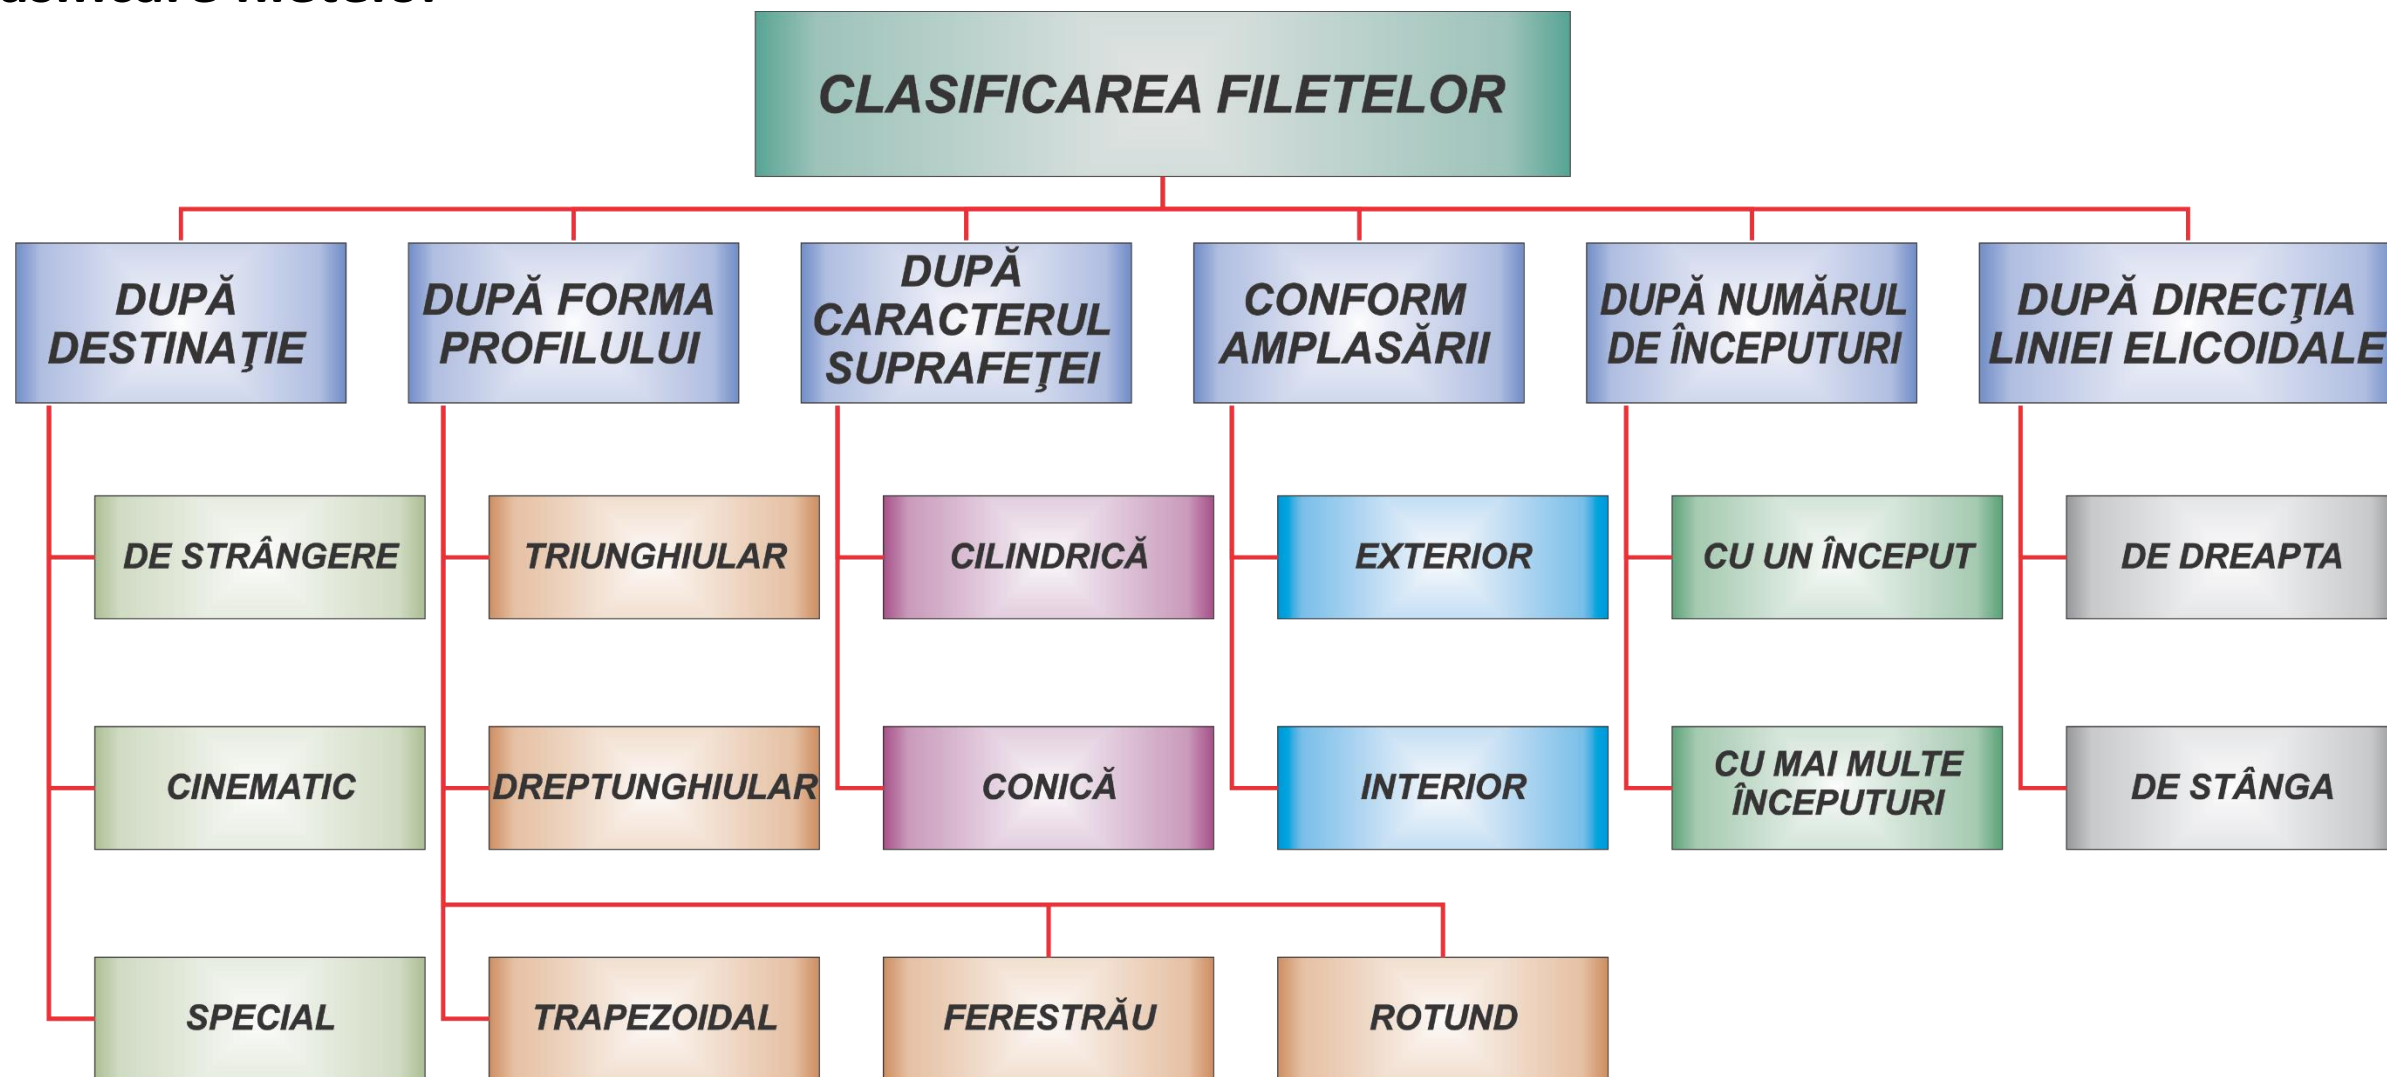 CLASIFICAREA FILETELOR
DUPĂ
DESTINAŢIE
DUPĂ FORMA
PROFILULUI
DUPĂ
CARACTERUL
SUPRAFEŢEI
CONFORM
AMPLASĂRII
DUPĂ NUMĂRUL
DE ÎNCEPUTURI
DUPĂ DIRECŢIA
LINIEI ELICOIDALE
DE STRÂNGERE
TRIUNGHIULAR
CILINDRICĂ
EXTERIOR
CU UN ÎNCEPUT
DE DREAPTA
CINEMATIC
DREPTUNGHIULAR
CONICĂ
INTERIOR
CU MAI MULTE
ÎNCEPUTURI
DE STÂNGA
SPECIAL
TRAPEZOIDAL
FERESTRĂU
ROTUND